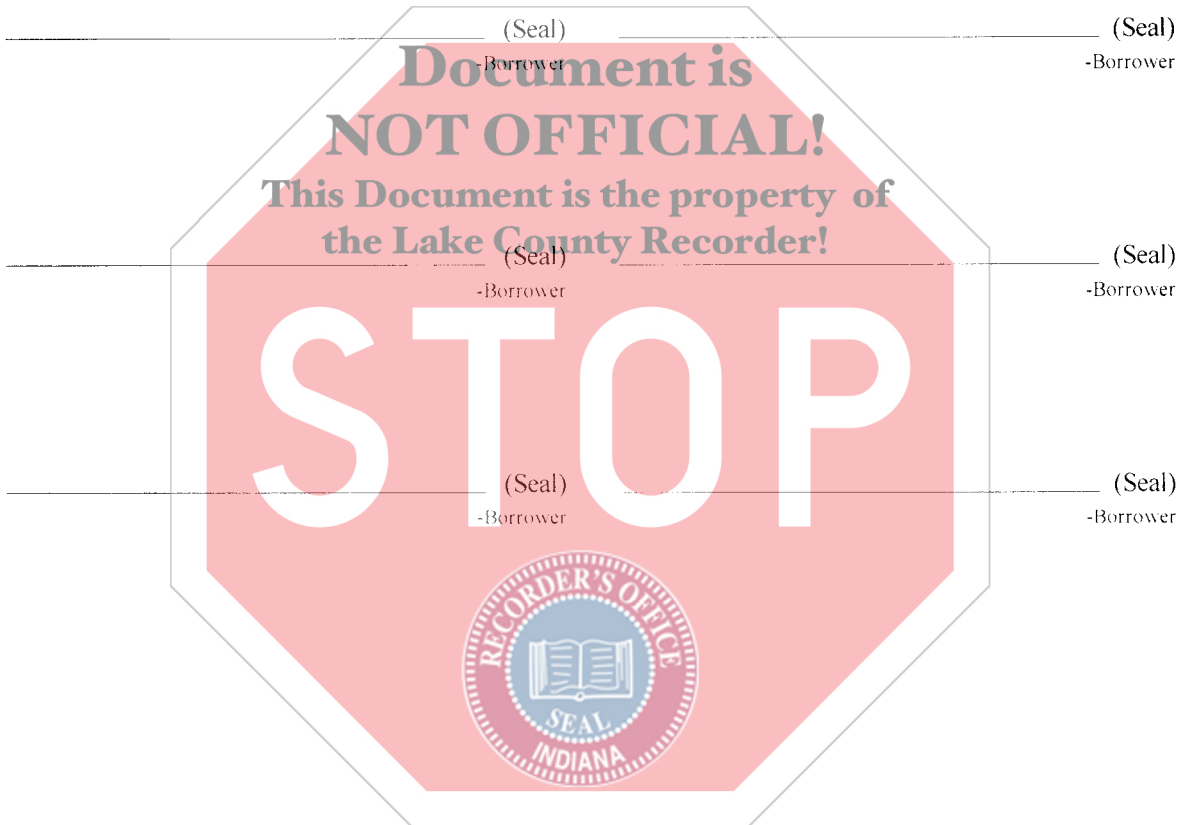 (Seal) (Seal)
-Borrower -Borrower
Document is
NOT OFFICIAL!
This Document is the property of
the Lake County Recorder!
(Seal) (Seal)
-Borrower -Borrower
STOP
(Seal) (Seal)
-Borrower -Borrower
RECORDER'S OFFICE
SEAL
INDIANA